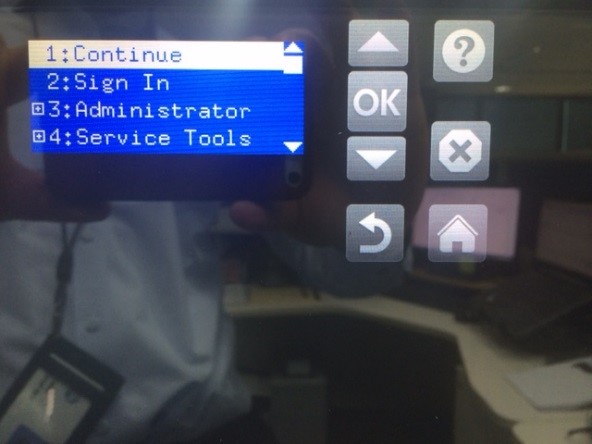 1:Continue
2:Sign In
3:Administrator
4:Service Tools
OK
?